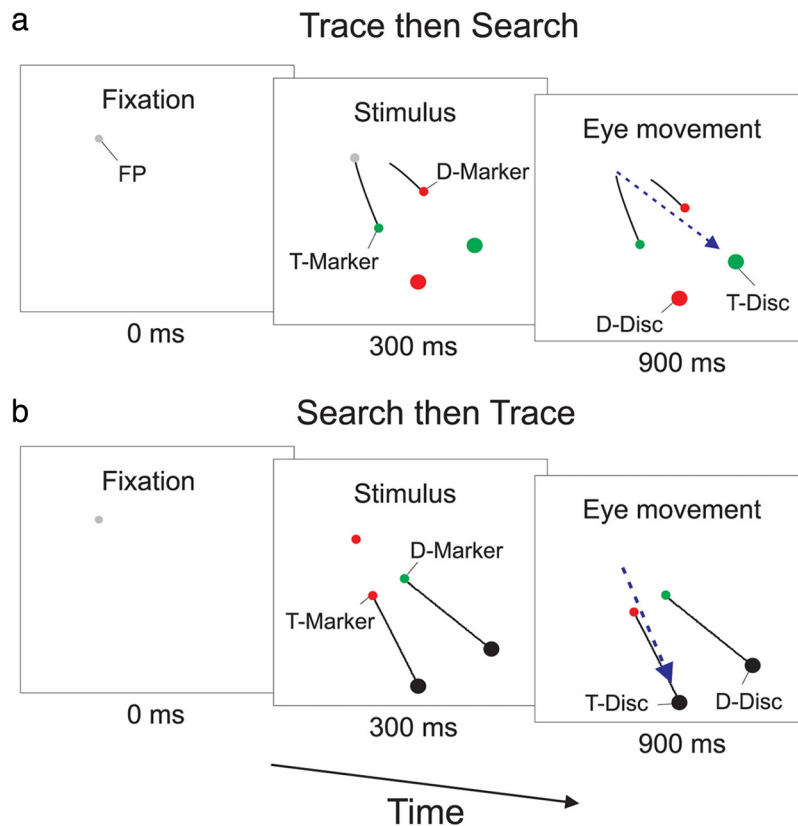 a
Trace then Search
Fixation
FP
0 ms
Stimulus
D-Marker
T-Marker
300 ms
Eye movement
T-Disc
D-Disc
900 ms
b
Search then Trace
Fixation
0 ms
Stimulus
D-Marker
T-Marker
300 ms
Eye movement
T-Disc
D-Disc
900 ms
Time